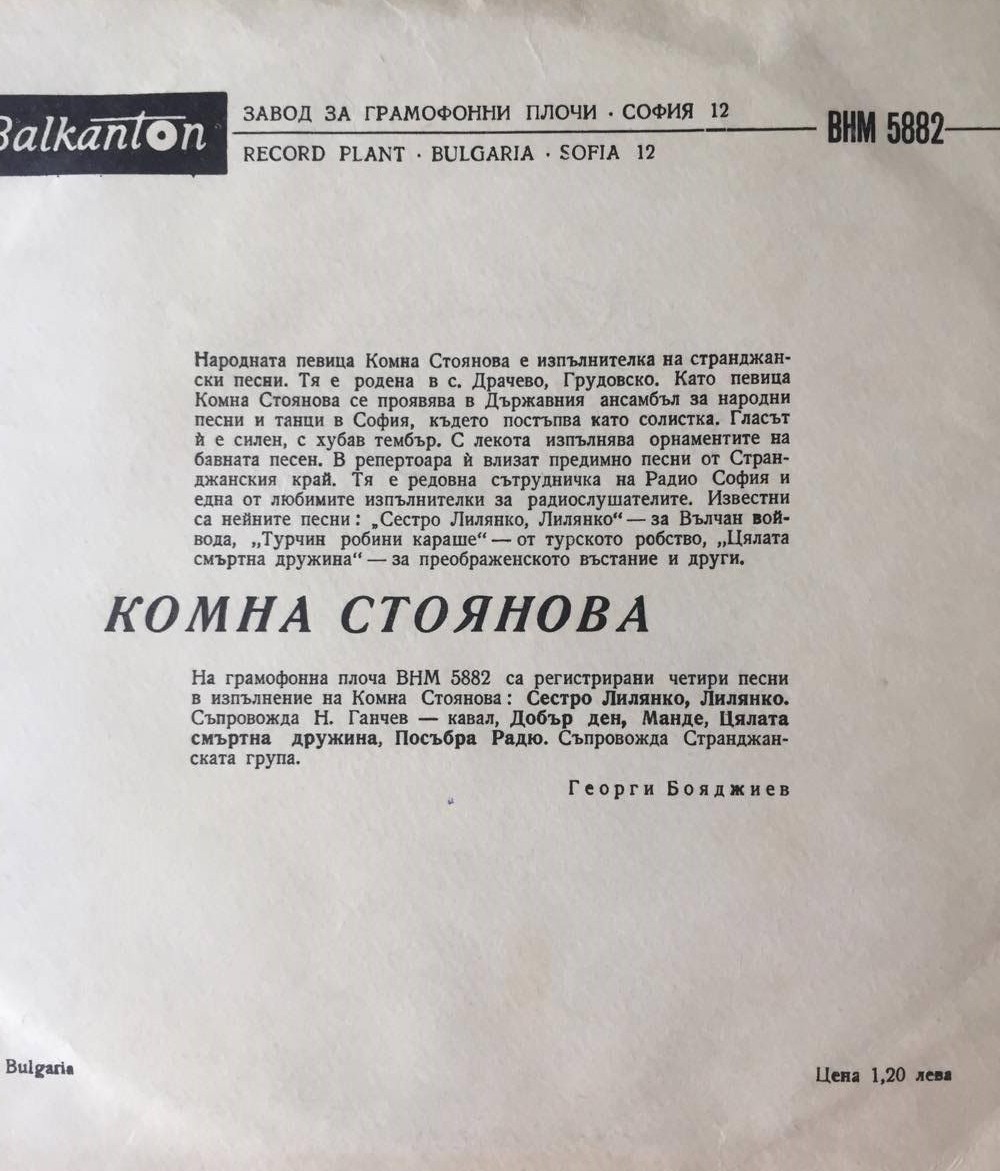 Balkanton
ЗАВОД ЗА ГРАМОФОННИ ПЛОЧИ · СОФИЯ 12
RECORD PLANT · BULGARIA · SOFIA 12
ВНМ 5882
Народната певица Комна Стоянова е изпълнителка на странджан-
ски песни. Тя е родена в с. Драчево, Грудовско. Като певица
Комна Стоянова се проявява в Държавния ансамбъл за народни
песни и танци в София, където постъпва като солистка. Гласът
ѝ е силен, с хубав тембър. С лекота изпълнява орнаментите на
бавната песен. В репертоара ѝ влизат предимно песни от Стран-
джанския край. Тя е редовна сътрудничка на Радио София и
една от любимите изпълнителки за радиослушателите. Известни
са нейните песни: „Сестро Лилянко, Лилянко“ — за Вълчан вой-
вода, „Турчин робини караше“ — от турското робство, „Цялата
смъртна дружина“ — за преображенското въстание и други.
КОМНА СТОЯНОВА
На грамофонна плоча ВНМ 5882 са регистрирани четири песни
в изпълнение на Комна Стоянова: Сестро Лилянко, Лилянко.
Съпровожда Н. Ганчев — кавал, Добър ден, Манде, Цялата
смъртна дружина, Посъбра Радю. Съпровожда Странджан-
ската група.
Георги Бояджиев
Bulgaria
Цена 1,20 лева